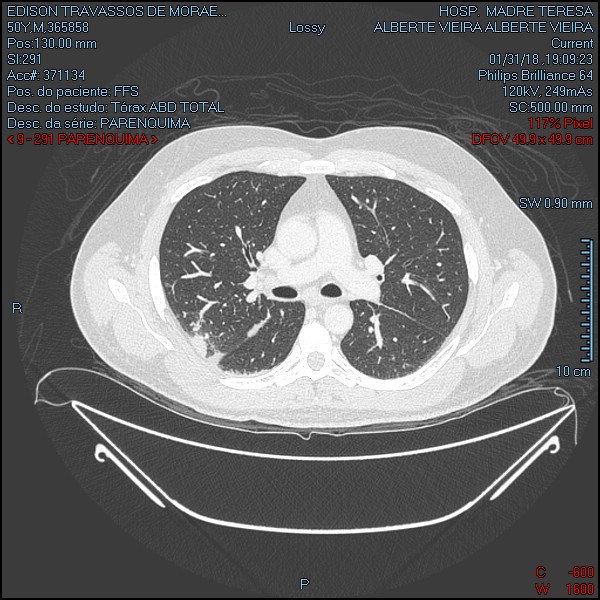 EDISON TRAVASSOS DE MORAE...
50Y,M,365858
Pos:130.00 mm
Sl:291
Acc#: 371134
Pos. do paciente: FFS
Desc. do estudo: Tórax ABD TOTAL
Desc. da série: PARENQUIMA
< 9 - 291 PARENQUIMA >
Lossy
HOSP. MADRE TERESA
ALBERTE VIEIRA ALBERTE VIEIRA
Current
01/31/18 ,19:09:23
Philips Brilliance 64
120kV, 249mAs
SC:500.00 mm
117% Pixel
DFOV 49.9 x 49.9 cm
SW 0.90 mm
R
10 cm
P
C -600
W 1600